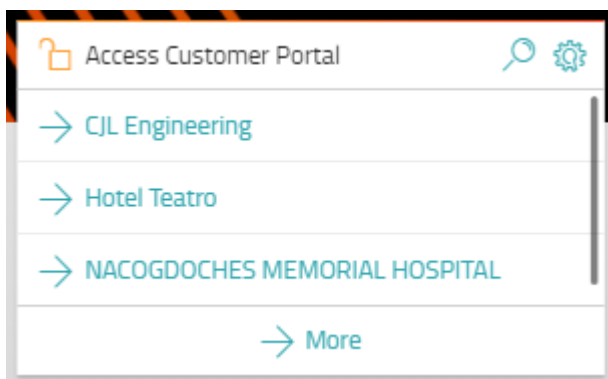 Access Customer Portal
CJL Engineering
Hotel Teatro
NACOGDOCHES MEMORIAL HOSPITAL
More